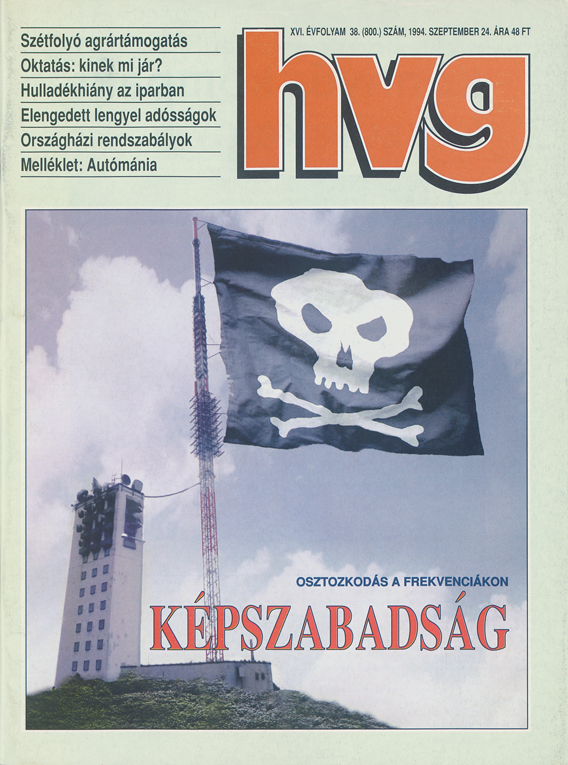 XVI. ÉVFOLYAM 38. (800.) SZÁM, 1994. SZEPTEMBER 24. ÁRA 48 FT
hvg
Szétfolyó agrártámogatás
Oktatás: kinek mi jár?
Hulladékhiány az iparban
Elengedett lengyel adósságok
Országházi rendszabályok
Melléklet: Autómánia
OSZTOZKODÁS A FREKVENCIÁKON
KÉPSZABADSÁG